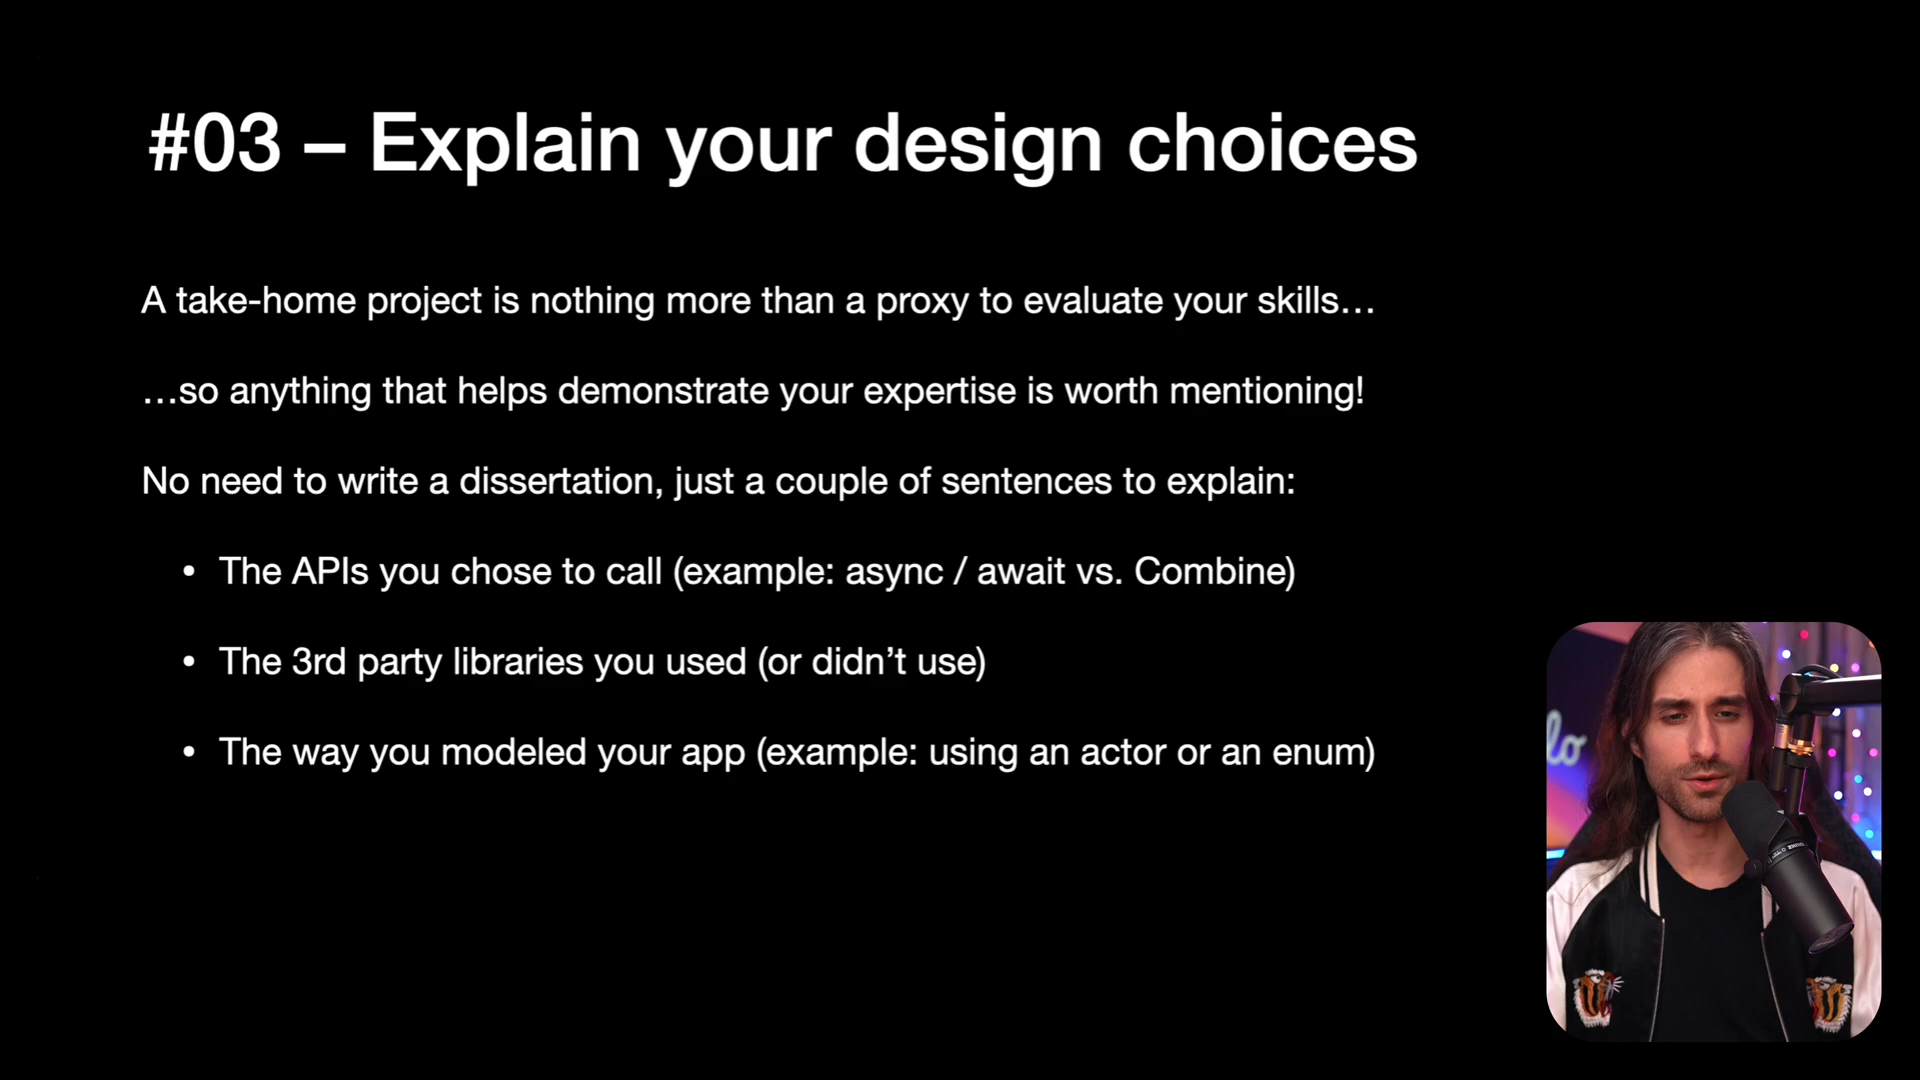 #03 – Explain your design choices
A take-home project is nothing more than a proxy to evaluate your skills…
…so anything that helps demonstrate your expertise is worth mentioning!
No need to write a dissertation, just a couple of sentences to explain:
• The APIs you chose to call (example: async / await vs. Combine)
• The 3rd party libraries you used (or didn’t use)
• The way you modeled your app (example: using an actor or an enum)
lo